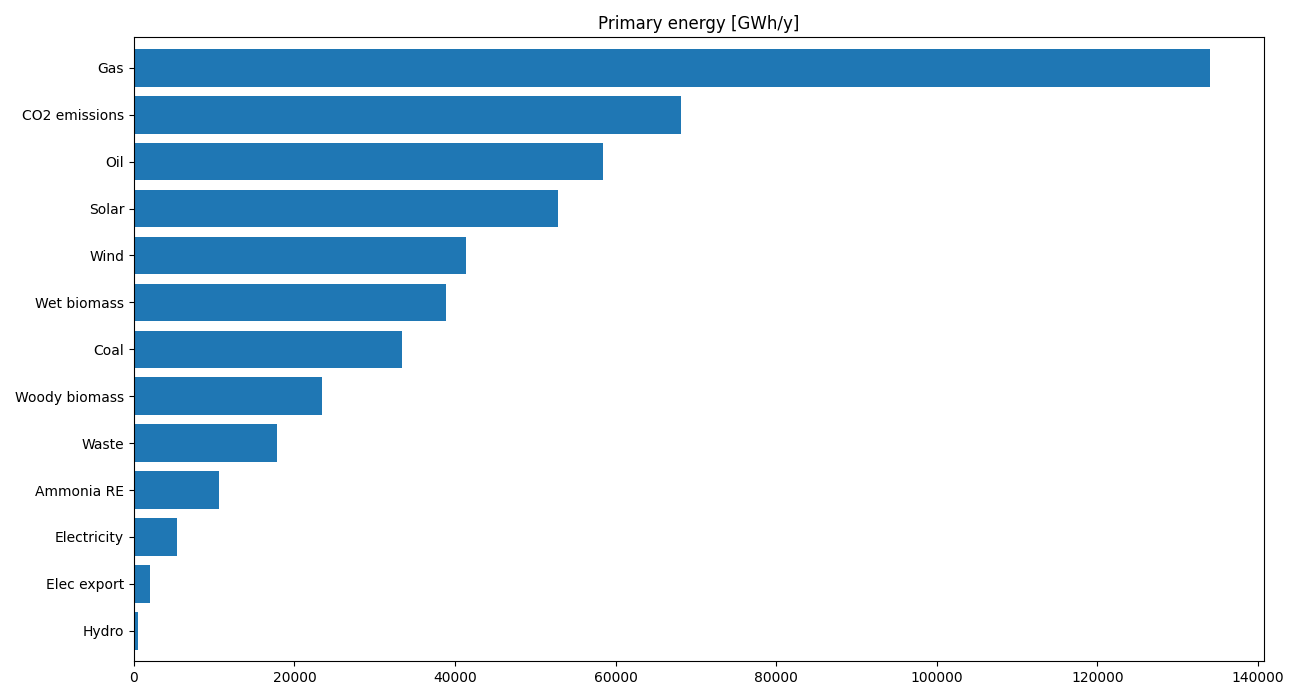 Primary energy [GWh/y]
Gas
CO2 emissions
Oil
Solar
Wind
Wet biomass
Coal
Woody biomass
Waste
Ammonia RE
Electricity
Elec export
Hydro
0 20000 40000 60000 80000 100000 120000 140000